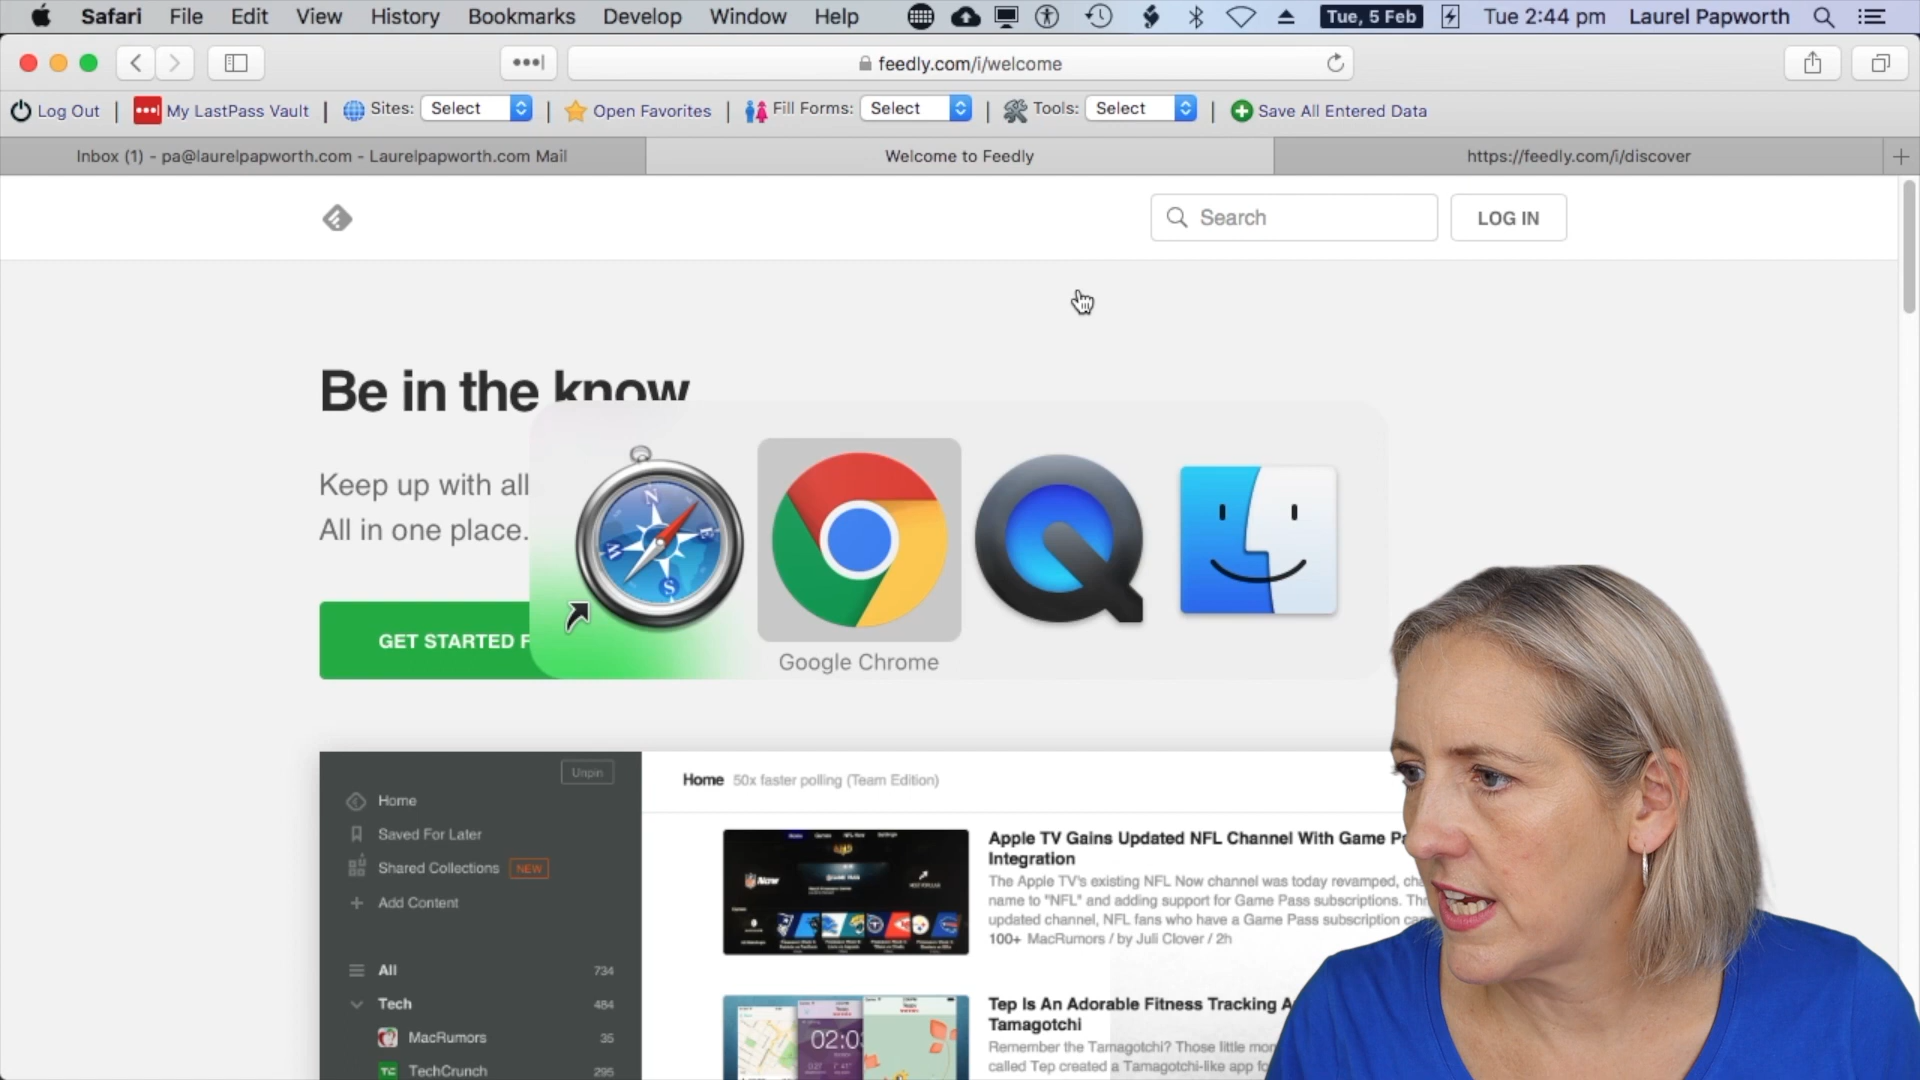 Safari File Edit View History Bookmarks Develop Window Help Tue, 5 Feb Tue 2:44 pm Laurel Papworth
feedly.com/i/welcome
Log Out | My LastPass Vault | Sites: Select | Open Favorites | Fill Forms: Select | Tools: Select | Save All Entered Data
Inbox (1) - pa@laurelpapworth.com - Laurelpapworth.com Mail
Welcome to Feedly
https://feedly.com/i/discover
Search
LOG IN
Be in the know
Keep up with all
All in one place.
GET STARTED F
Google Chrome
Unpin
Home
Saved For Later
Shared Collections NEW
Add Content
All 734
Tech 484
MacRumors 35
TechCrunch 295
Home 50x faster polling (Team Edition)
Apple TV Gains Updated NFL Channel With Game Pa
Integration
The Apple TV's existing NFL Now channel was today revamped, cha
name to "NFL" and adding support for Game Pass subscriptions. Th
updated channel, NFL fans who have a Game Pass subscription ca
100+ MacRumors / by Juli Clover / 2h
Tep Is An Adorable Fitness Tracking A
Tamagotchi
Remember the Tamagotchi? Those little mon
called Tep created a Tamagotchi-like app fo